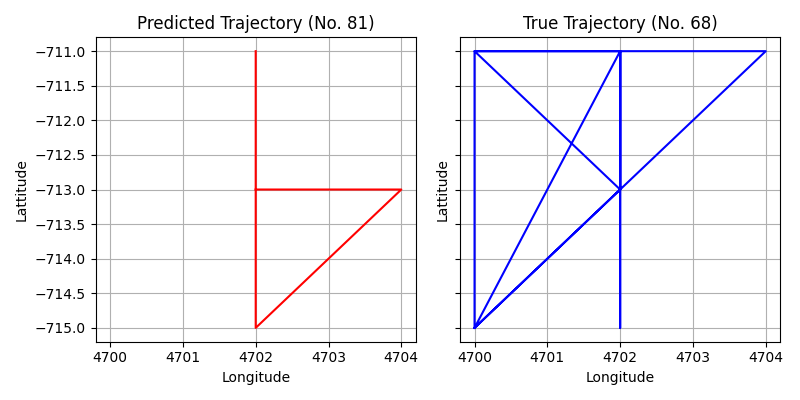 Predicted Trajectory (No. 81)
True Trajectory (No. 68)
−711.0
−711.5
−712.0
−712.5
−713.0
−713.5
−714.0
−714.5
−715.0
Lattitude
Lattitude
4700 4701 4702 4703 4704
4700 4701 4702 4703 4704
Longitude
Longitude